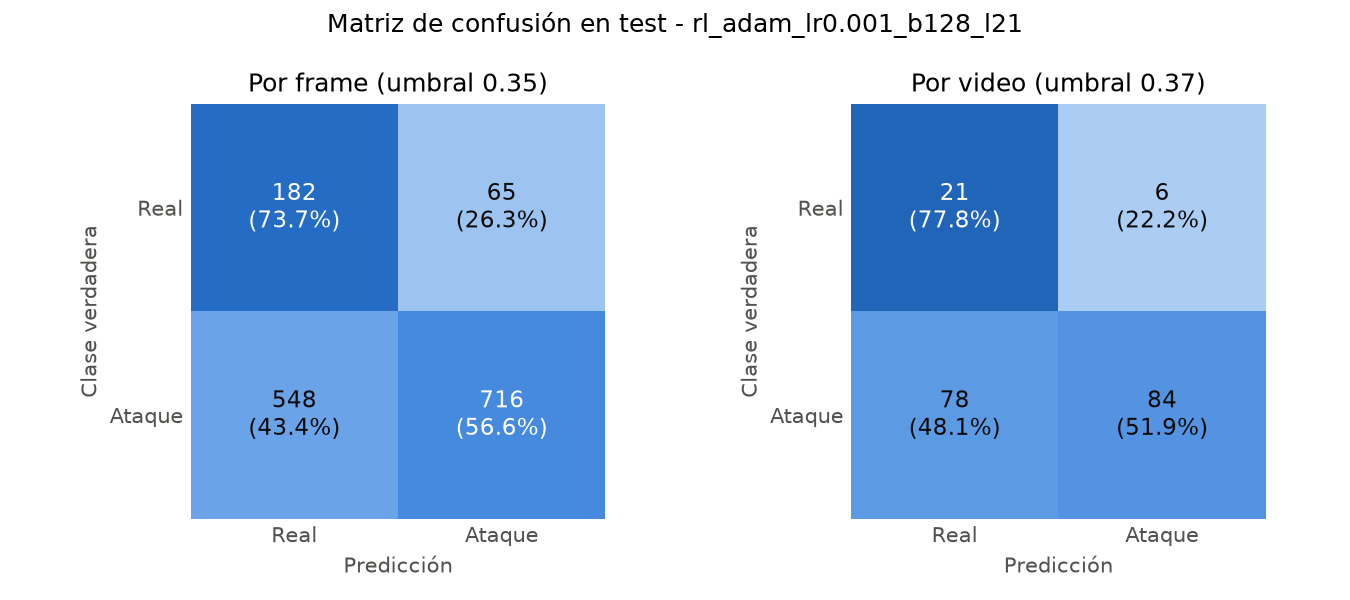 Matriz de confusión en test - rl_adam_lr0.001_b128_l21
Por frame (umbral 0.35)
Clase verdadera
Real
182
(73.7%)
65
(26.3%)
Ataque
548
(43.4%)
716
(56.6%)
Real
Ataque
Predicción
Por video (umbral 0.37)
Clase verdadera
Real
21
(77.8%)
6
(22.2%)
Ataque
78
(48.1%)
84
(51.9%)
Real
Ataque
Predicción